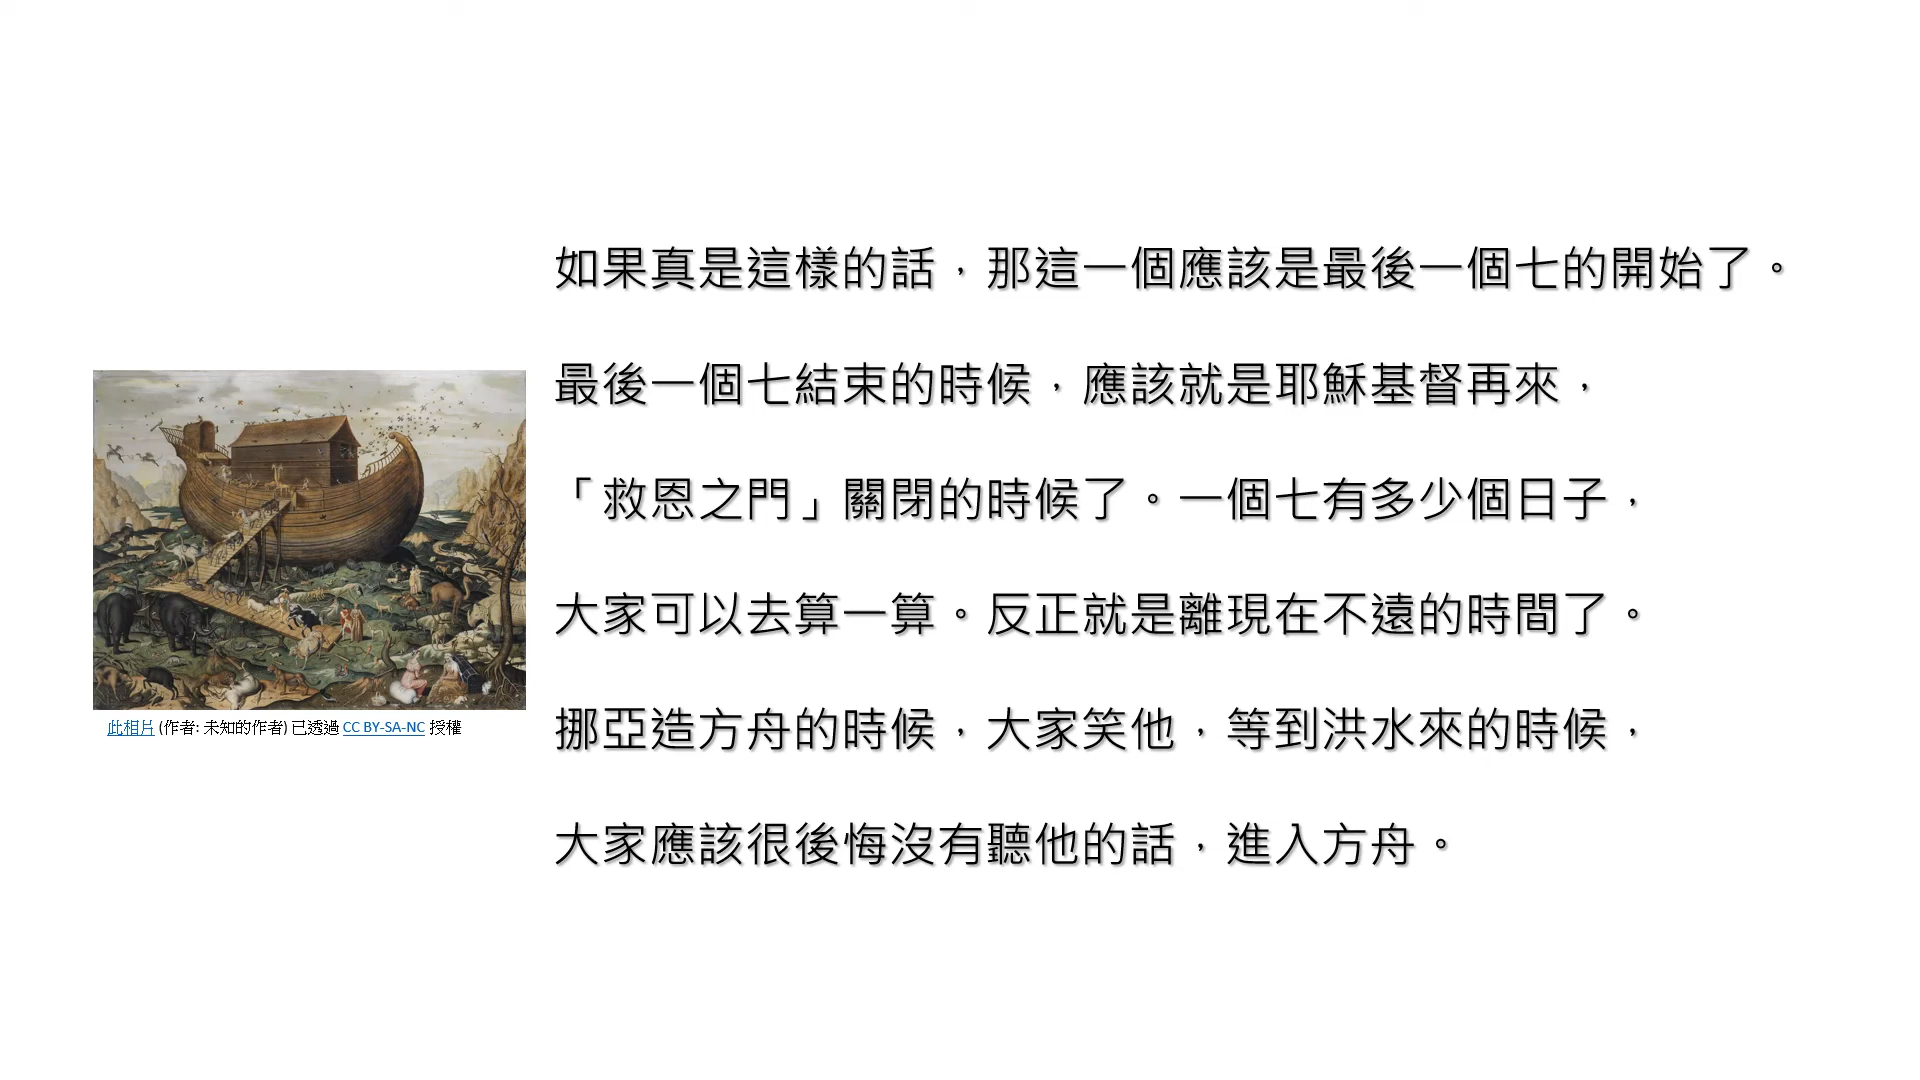 如果真是這樣的話，那這一個應該是最後一個七的開始了。
最後一個七結束的時候，應該就是耶穌基督再來，
「救恩之門」關閉的時候了。一個七有多少個日子，
大家可以去算一算。反正就是離現在不遠的時間了。
挪亞造方舟的時候，大家笑他，等到洪水來的時候，
大家應該很後悔沒有聽他的話，進入方舟。
此相片 (作者: 未知的作者) 已透過 CC BY-SA-NC 授權